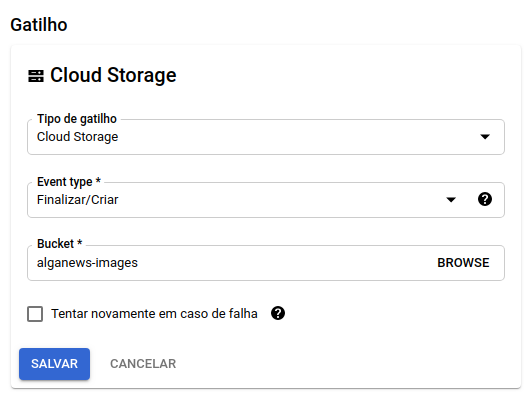 Gatilho
Cloud Storage
Tipo de gatilho
Cloud Storage
Event type *
Finalizar/Criar
Bucket *
alganews-images BROWSE
Tentar novamente em caso de falha
SALVAR CANCELAR